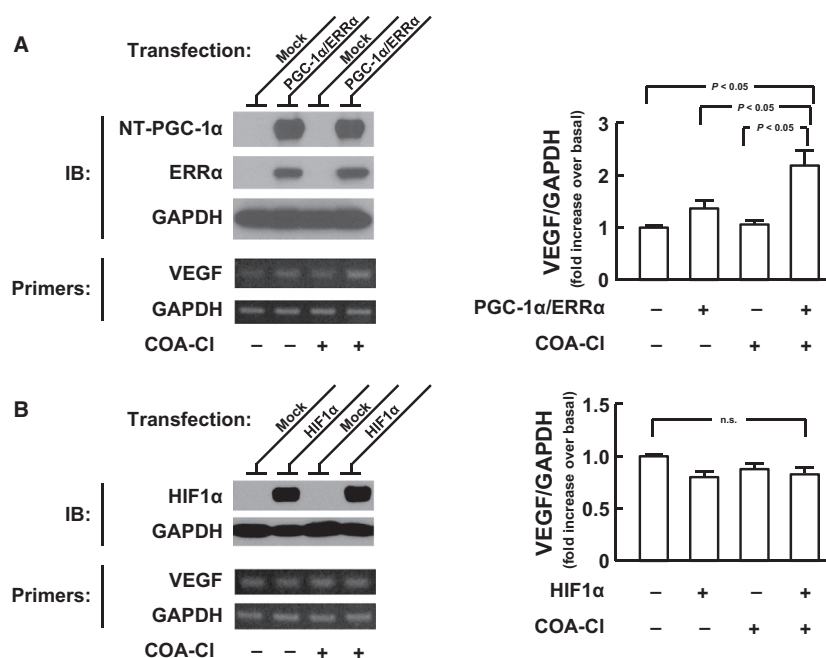 A
Transfection:
Mock
PGC-1α/ERRα
Mock
PGC-1α/ERRα
IB:
NT-PGC-1α
ERRα
GAPDH
Primers:
VEGF
GAPDH
COA-Cl – – + +
VEGF/GAPDH
(fold increase over basal)
3
2
1
0
P < 0.05
P < 0.05
P < 0.05
PGC-1α/ERRα – + – +
COA-Cl – – + +
B
Transfection:
Mock
HIF1α
Mock
HIF1α
IB:
HIF1α
GAPDH
Primers:
VEGF
GAPDH
COA-Cl – – + +
VEGF/GAPDH
(fold increase over basal)
1.5
1.0
0.5
0
n.s.
HIF1α – + – +
COA-Cl – – + +